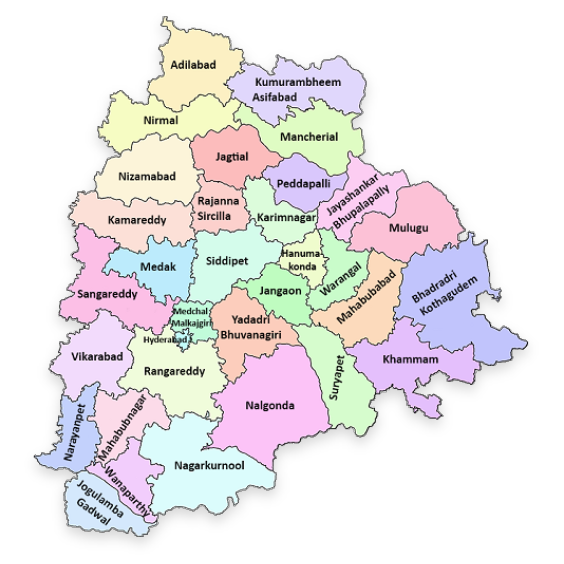 Adilabad
Kumurambheem
Asifabad
Nirmal
Mancherial
Jagtial
Nizamabad
Peddapalli
Jayashankar
Bhupalapally
Rajanna
Sircilla
Kamareddy
Karimnagar
Mulugu
Hanuma-
konda
Siddipet
Medak
Warangal
Bhadradri
Kothagudem
Sangareddy
Jangaon
Mahabubabad
Medchal
Malkajgiri
Yadadri
Bhuvanagiri
Hyderabad
Vikarabad
Rangareddy
Khammam
Suryapet
Nalgonda
Narayanpet
Mahabubnagar
Nagarkurnool
Wanaparthy
Jogulamba
Gadwal